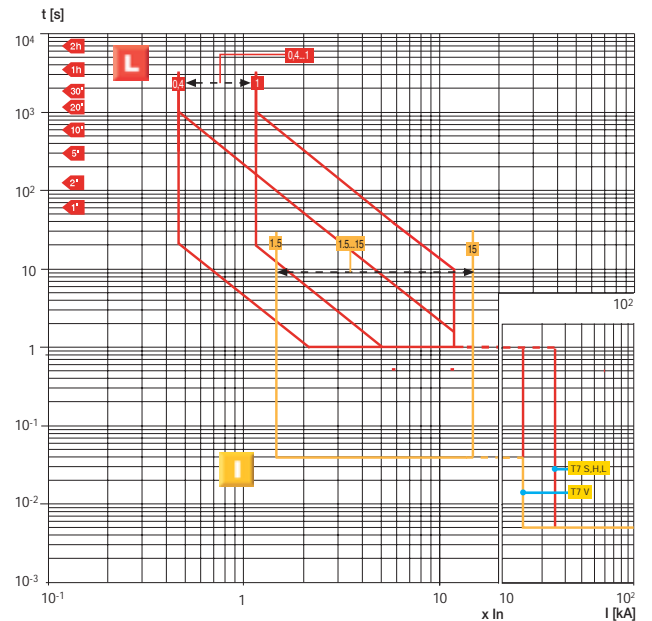 t [s]
10⁴
2h
L
0,4...1
1h
0,4
1
30'
20'
10³
10'
5'
10²
2'
1'
1.5
1.5...15
15
10
10²
1
10⁻¹
I
T7 S,H,L
T7 V
10⁻²
10⁻³
10⁻¹
1
10
10
10²
x In
I [kA]